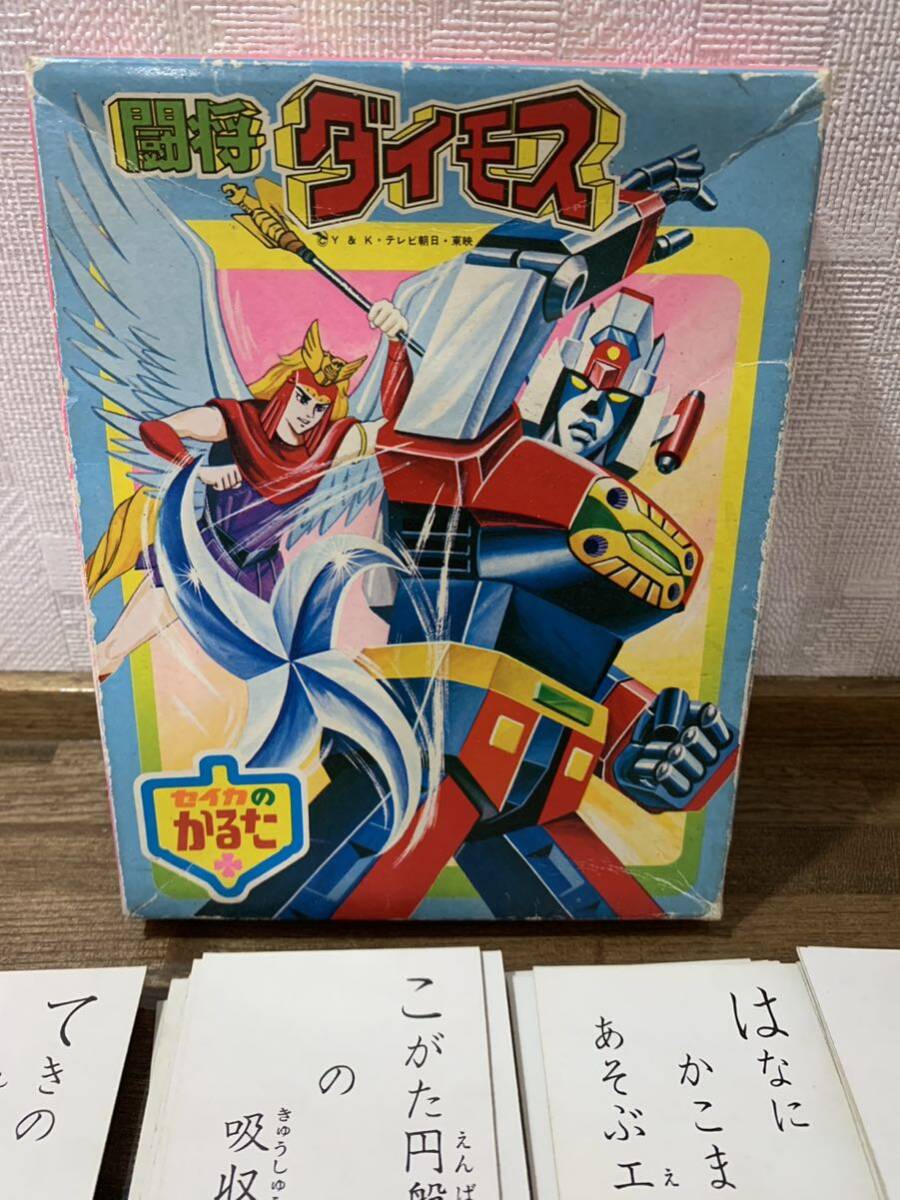 闘将
ダイモス
©Y & K・テレビ朝日・東映
セイカの
かるた
てきの
こがた円盤
えんば
の
吸収
きゅうしゅう
はなに
かこま
あそぶエ
え